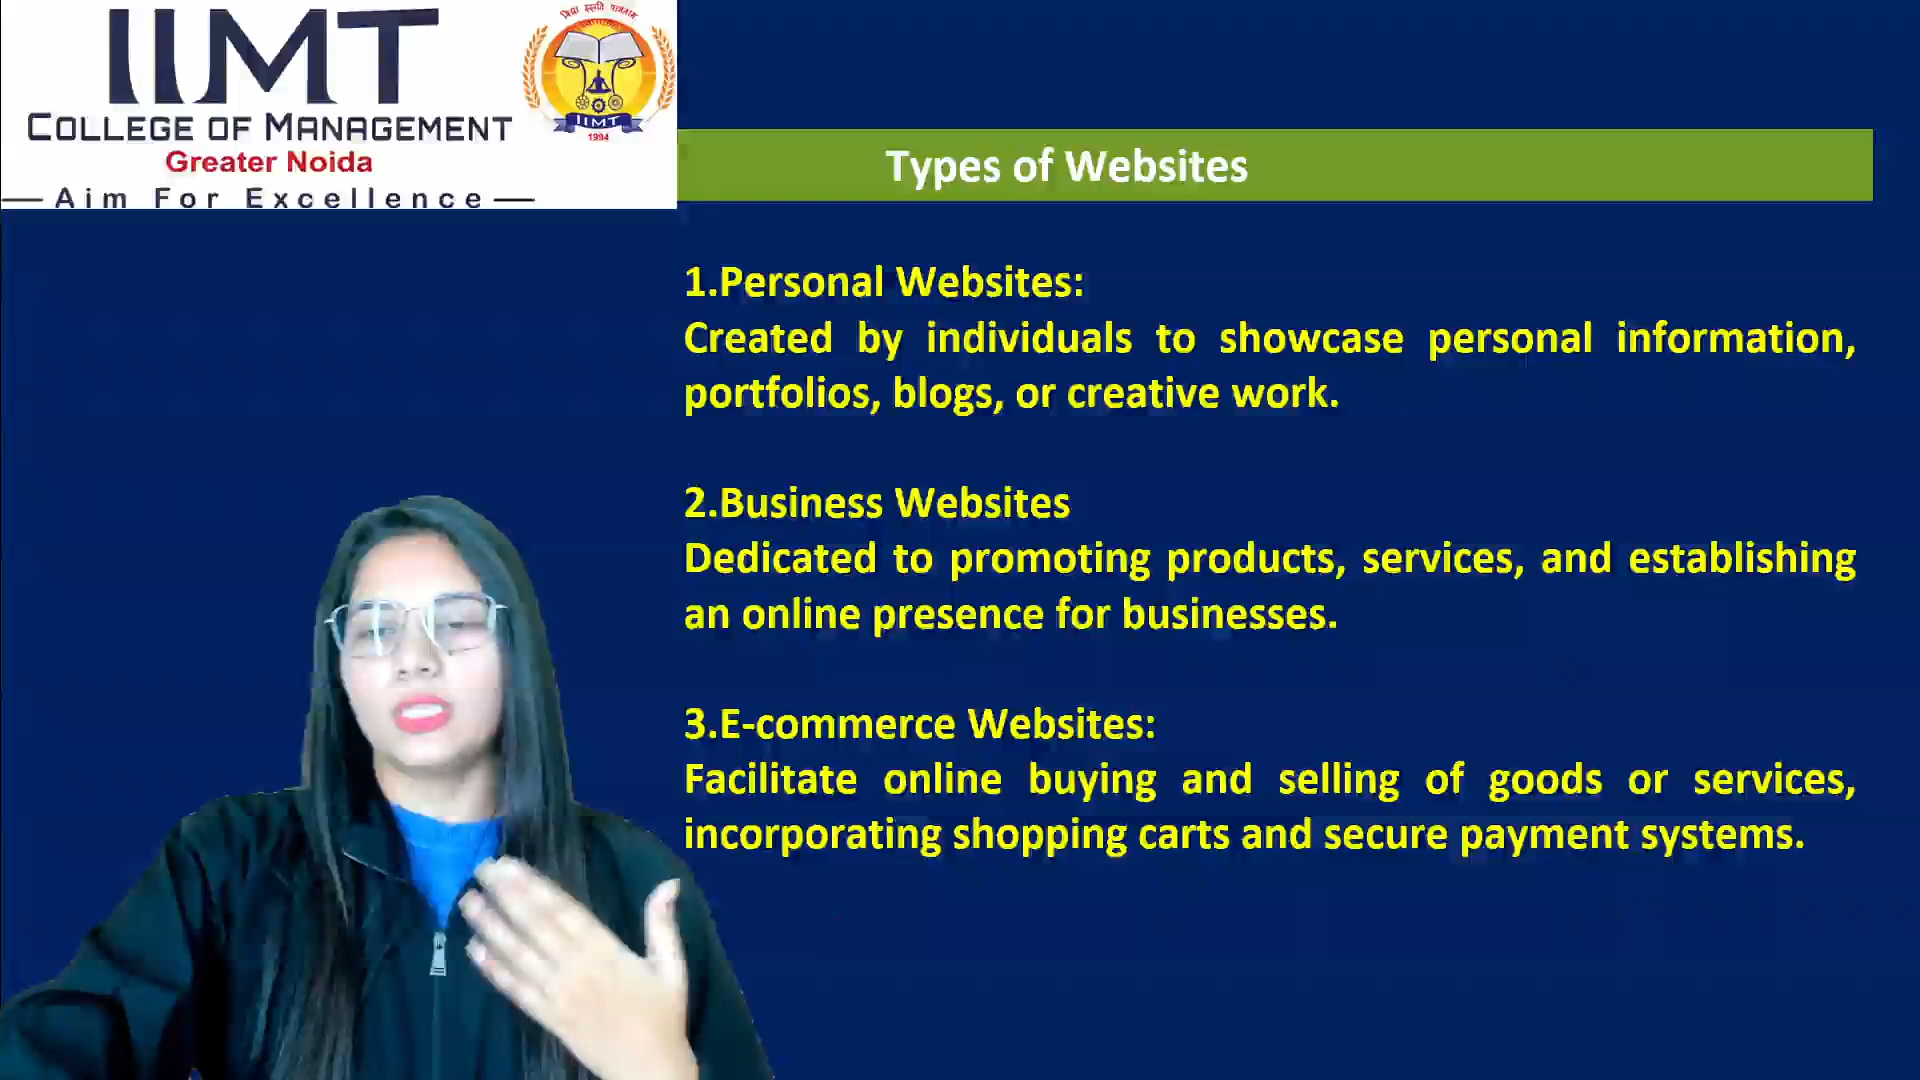 IIMT
COLLEGE OF MANAGEMENT
Greater Noida
Aim For Excellence
IIMT
1994
Types of Websites
1.Personal Websites:
Created by individuals to showcase personal information,
portfolios, blogs, or creative work.
2.Business Websites
Dedicated to promoting products, services, and establishing
an online presence for businesses.
3.E-commerce Websites:
Facilitate online buying and selling of goods or services,
incorporating shopping carts and secure payment systems.